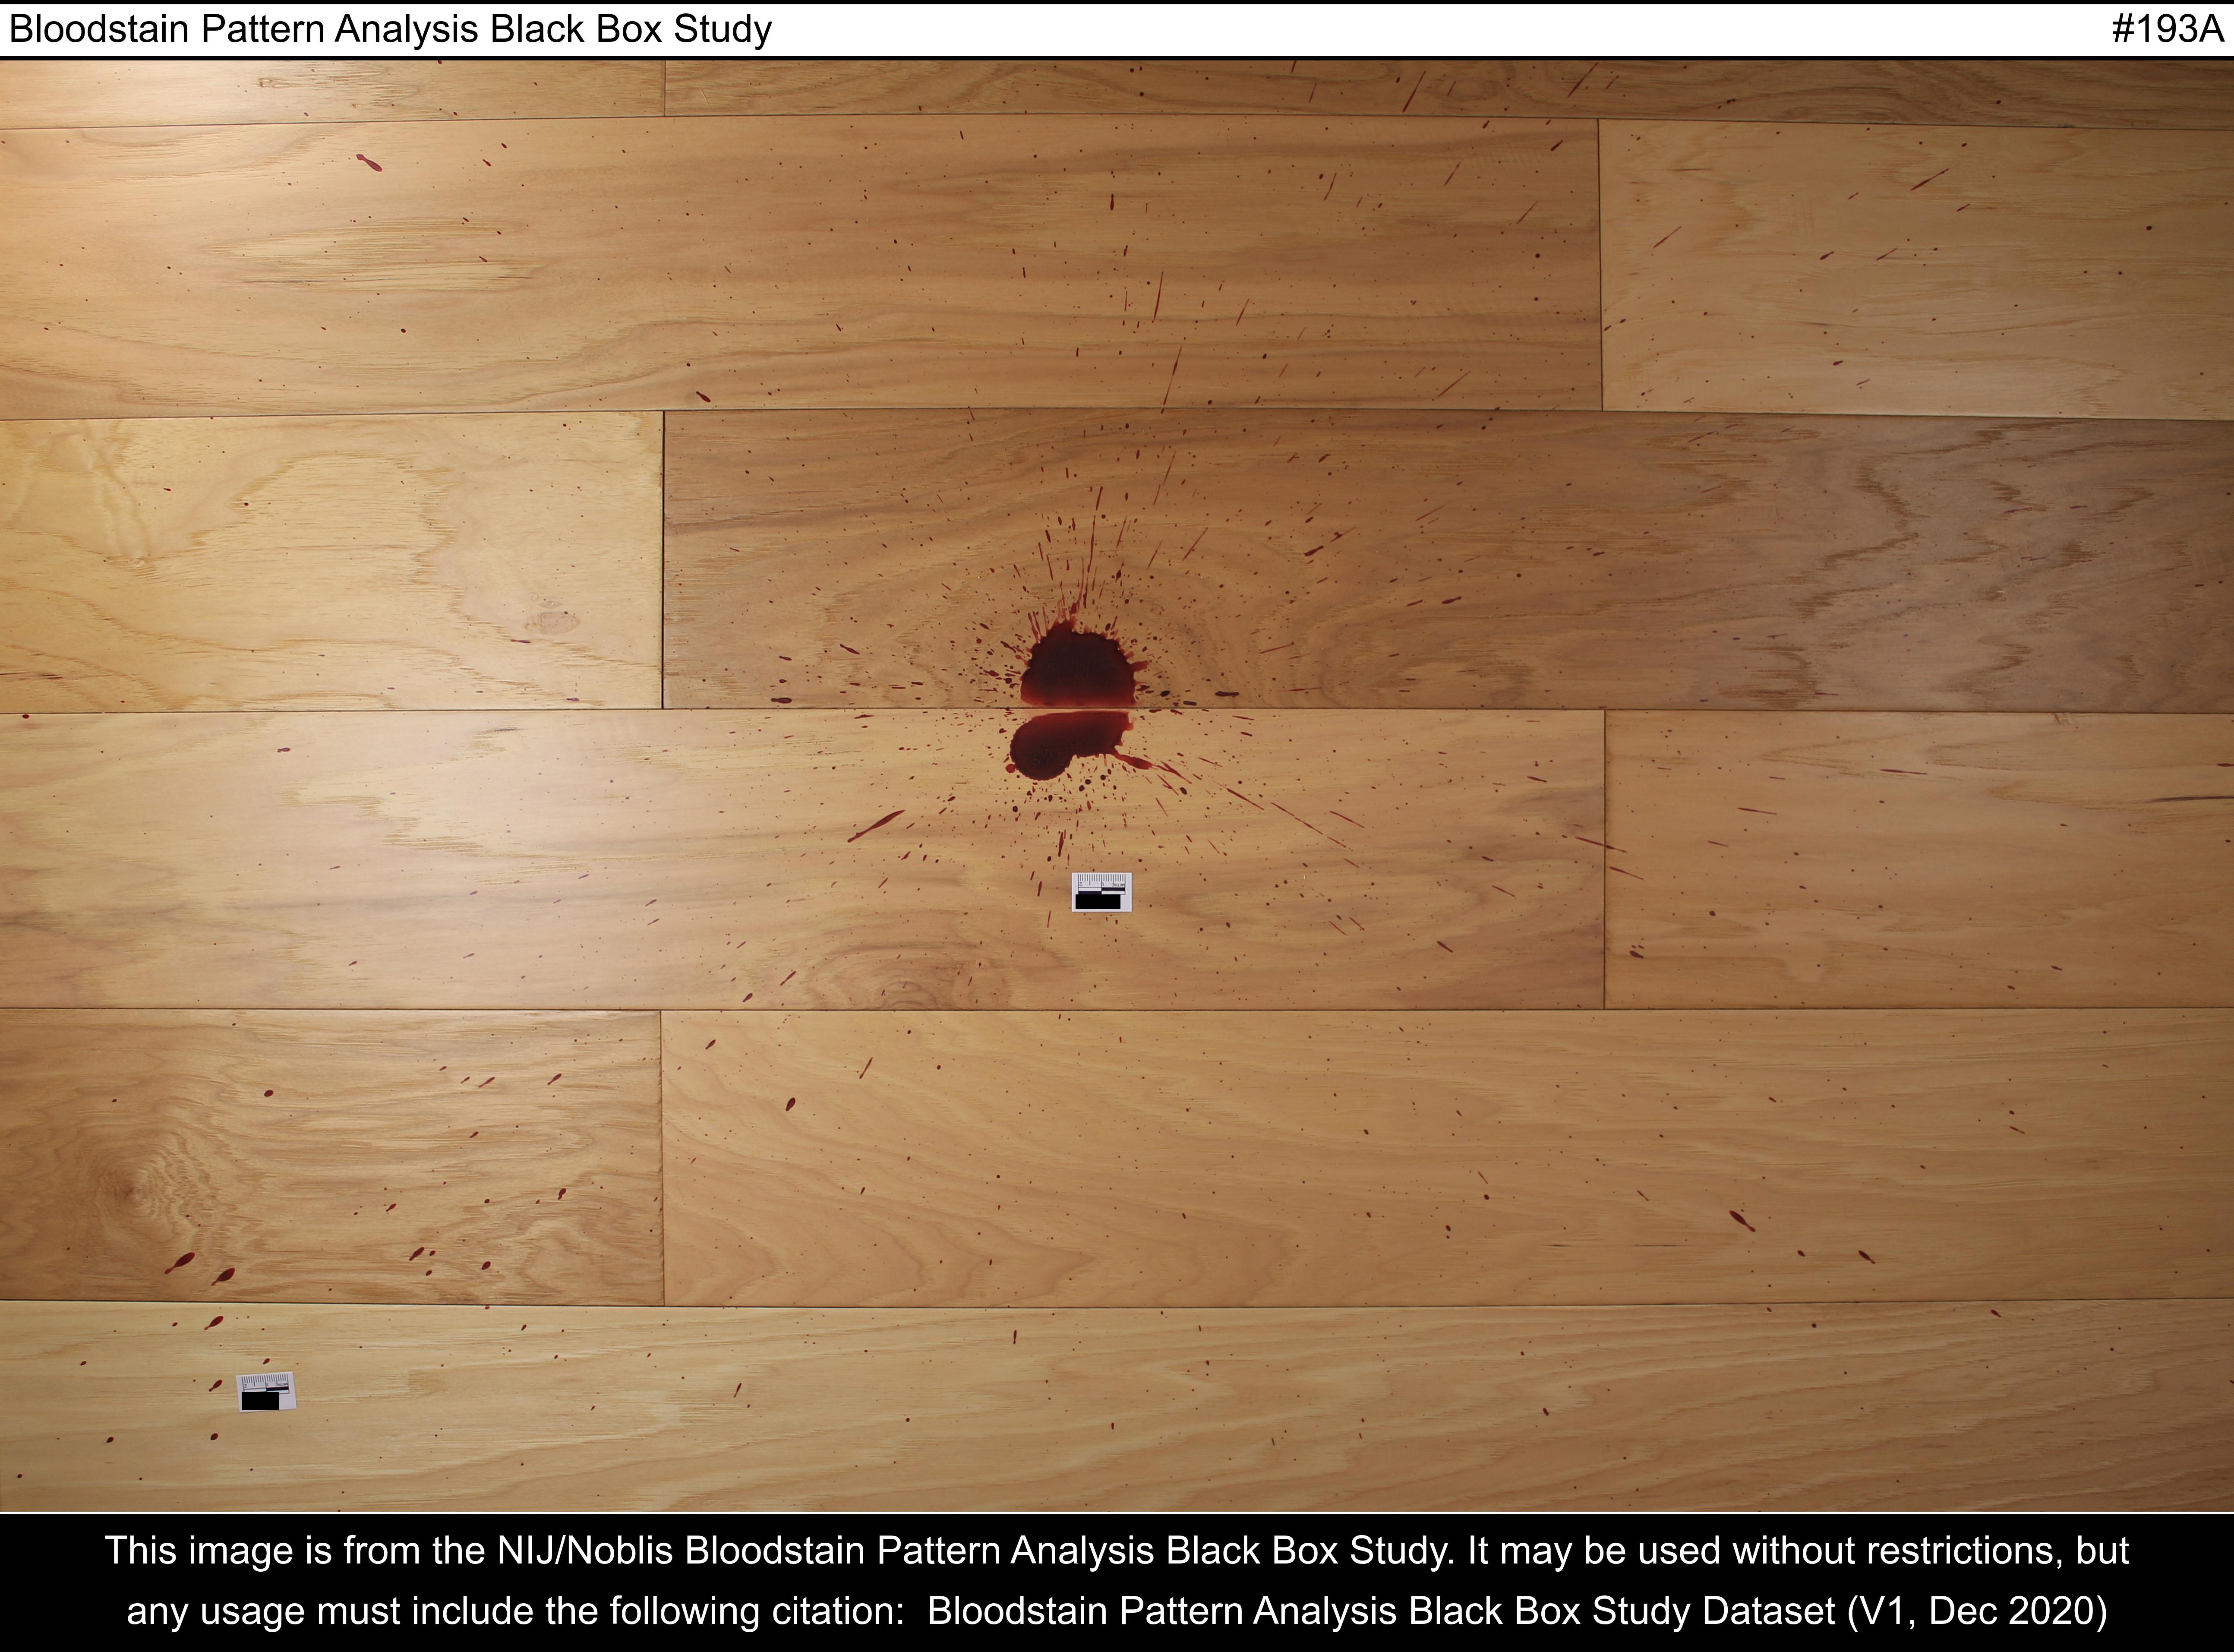 Bloodstain Pattern Analysis Black Box Study #193A
This image is from the NIJ/Noblis Bloodstain Pattern Analysis Black Box Study. It may be used without restrictions, but
any usage must include the following citation:  Bloodstain Pattern Analysis Black Box Study Dataset (V1, Dec 2020)